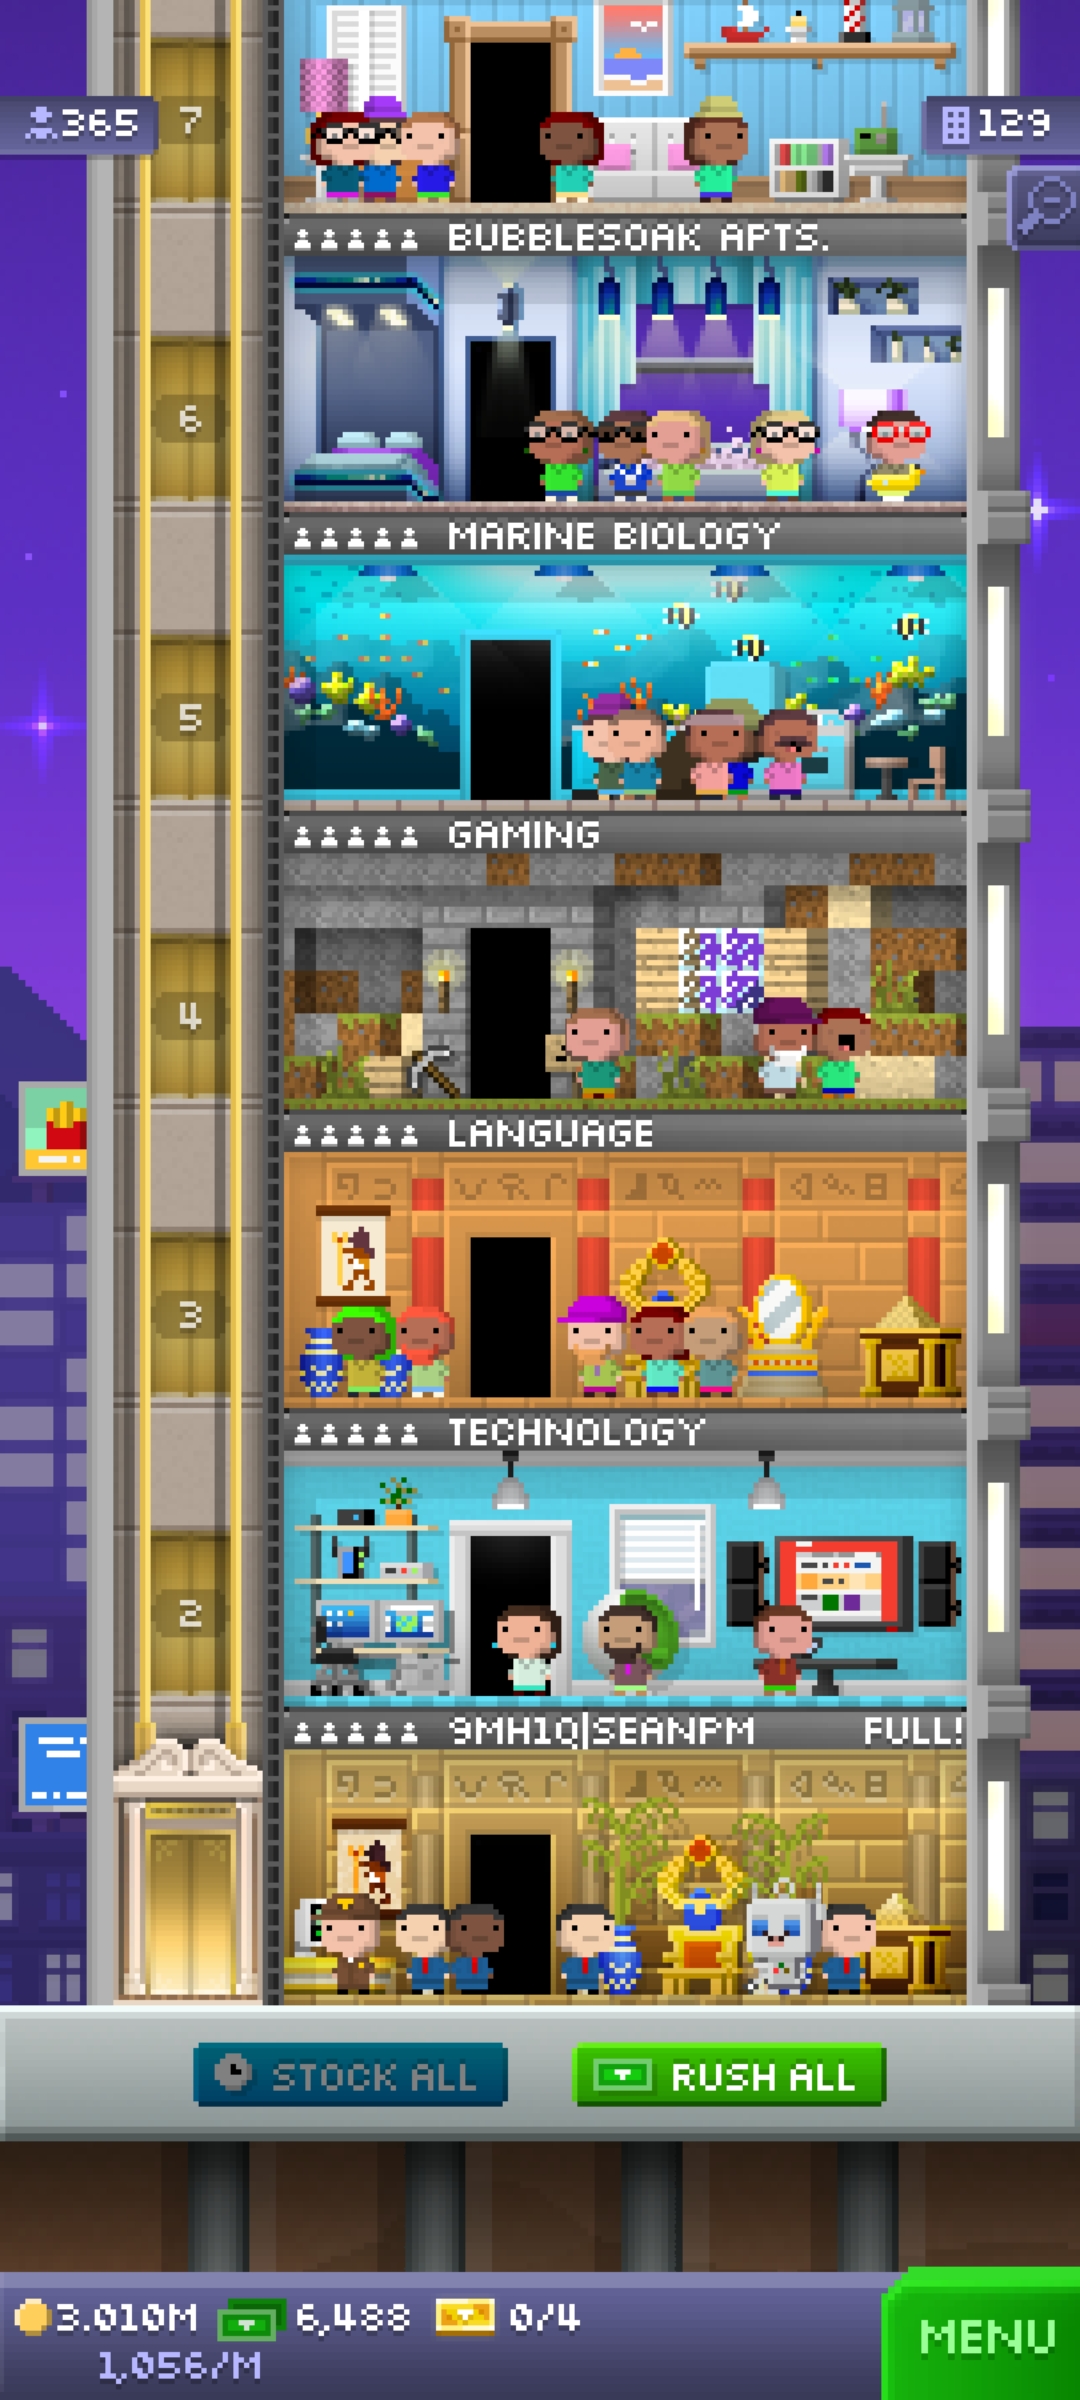 365
7
129
BUBBLESOAK APTS.
6
MARINE BIOLOGY
5
GAMING
4
LANGUAGE
3
TECHNOLOGY
2
9MH1Q|SEANPM FULL!
STOCK ALL
RUSH ALL
3.010M 6,488 0/4
1,056/M
MENU